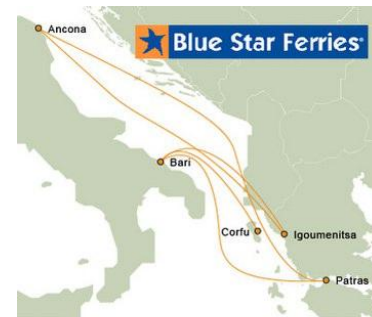 Ancona
Blue Star Ferries
Bari
Corfu
Igoumenitsa
Patras